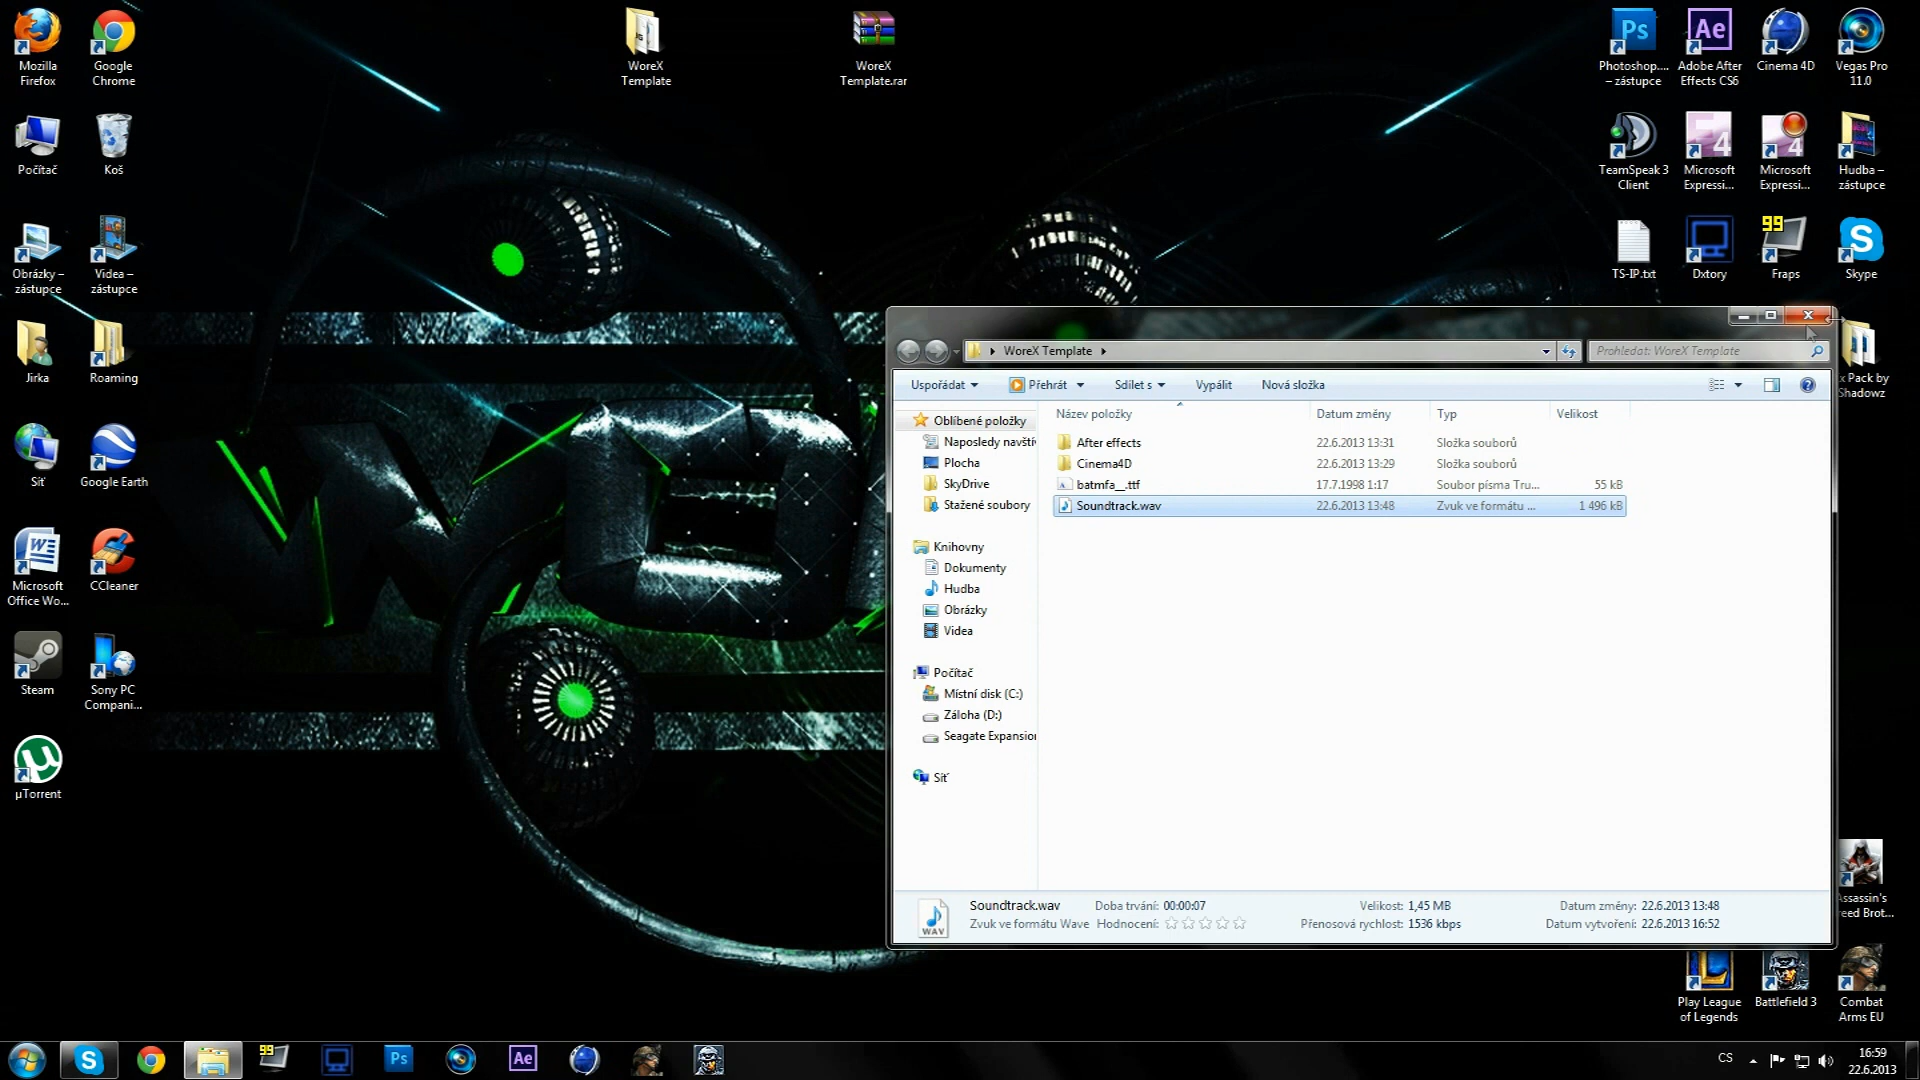 Mozilla Firefox
Google Chrome
WoreX Template
WoreX Template.rar
Photoshop.... – zástupce
Adobe After Effects CS6
Cinema 4D
Vegas Pro 11.0
Počítač
Koš
TeamSpeak 3 Client
Microsoft Expressi...
Microsoft Expressi...
Hudba – zástupce
Obrázky – zástupce
Videa – zástupce
TS-IP.txt
Dxtory
99
Fraps
Skype
Jirka
Roaming
x Pack by Shadowz
Síť
Google Earth
Microsoft Office Wo...
CCleaner
Steam
Sony PC Compani...
µTorrent
WoreX Template
Prohledat: WoreX Template
Uspořádat
Přehrát
Sdílet s
Vypálit
Nová složka
Název položky
Datum změny
Typ
Velikost
Oblíbené položky
Naposledy navští
Plocha
SkyDrive
Stažené soubory
Knihovny
Dokumenty
Hudba
Obrázky
Videa
Počítač
Místní disk (C:)
Záloha (D:)
Seagate Expansion
Síť
After effects 22.6.2013 13:31 Složka souborů
Cinema4D 22.6.2013 13:29 Složka souborů
batmfa__.ttf 17.7.1998 1:17 Soubor písma Tru... 55 kB
Soundtrack.wav 22.6.2013 13:48 Zvuk ve formátu ... 1 496 kB
WAV
Soundtrack.wav Doba trvání: 00:00:07 Velikost: 1,45 MB Datum změny: 22.6.2013 13:48
Zvuk ve formátu Wave Hodnocení: Přenosová rychlost: 1536 kbps Datum vytvoření: 22.6.2013 16:52
Assassin's reed Brot...
Play League of Legends
Battlefield 3
Combat Arms EU
99
Ps
Ae
CS
16:59
22.6.2013